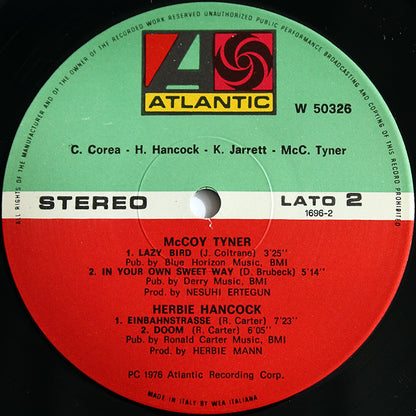 ALL RIGHTS OF THE MANUFACTURER AND OF THE OWNER OF THE RECORDED WORK RESERVED UNAUTHORIZED PUBLIC PERFORMANCE BROADCASTING AND COPYING OF THIS RECORD PROHIBITED
ATLANTIC
W 50326
C. Corea - H. Hancock - K. Jarrett - McC. Tyner
STEREO
LATO 2
1696-2
McCOY TYNER
1. LAZY BIRD (J. Coltrane) 3'25''
Pub. by Blue Horizon Music, BMI
2. IN YOUR OWN SWEET WAY (D. Brubeck) 5'14''
Pub. by Derry Music, BMI
Prod. by NESUHI ERTEGUN
HERBIE HANCOCK
1. EINBAHNSTRASSE (R. Carter) 7'23''
2. DOOM (R. Carter) 6'05''
Pub. by Ronald Carter Music, BMI
Prod. by HERBIE MANN
PC 1976 Atlantic Recording Corp.
MADE IN ITALY BY WEA ITALIANA